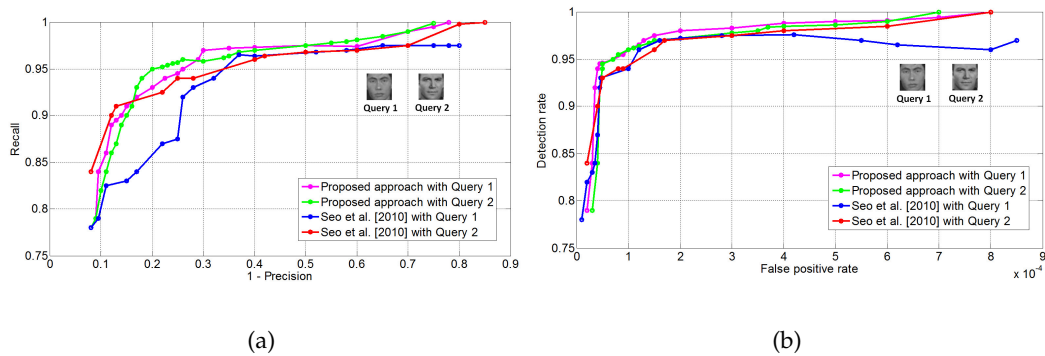 1
0.95
0.9
0.85
0.8
0.75
Recall
0.1 0.2 0.3 0.4 0.5 0.6 0.7 0.8 0.9
1 - Precision
Query 1 Query 2
Proposed approach with Query 1
Proposed approach with Query 2
Seo et al. [2010] with Query 1
Seo et al. [2010] with Query 2
(a)
1
0.95
0.9
0.85
0.8
0.75
Detection rate
0 1 2 3 4 5 6 7 8 9
x 10⁻⁴
False positive rate
Query 1 Query 2
Proposed approach with Query 1
Proposed approach with Query 2
Seo et al. [2010] with Query 1
Seo et al. [2010] with Query 2
(b)